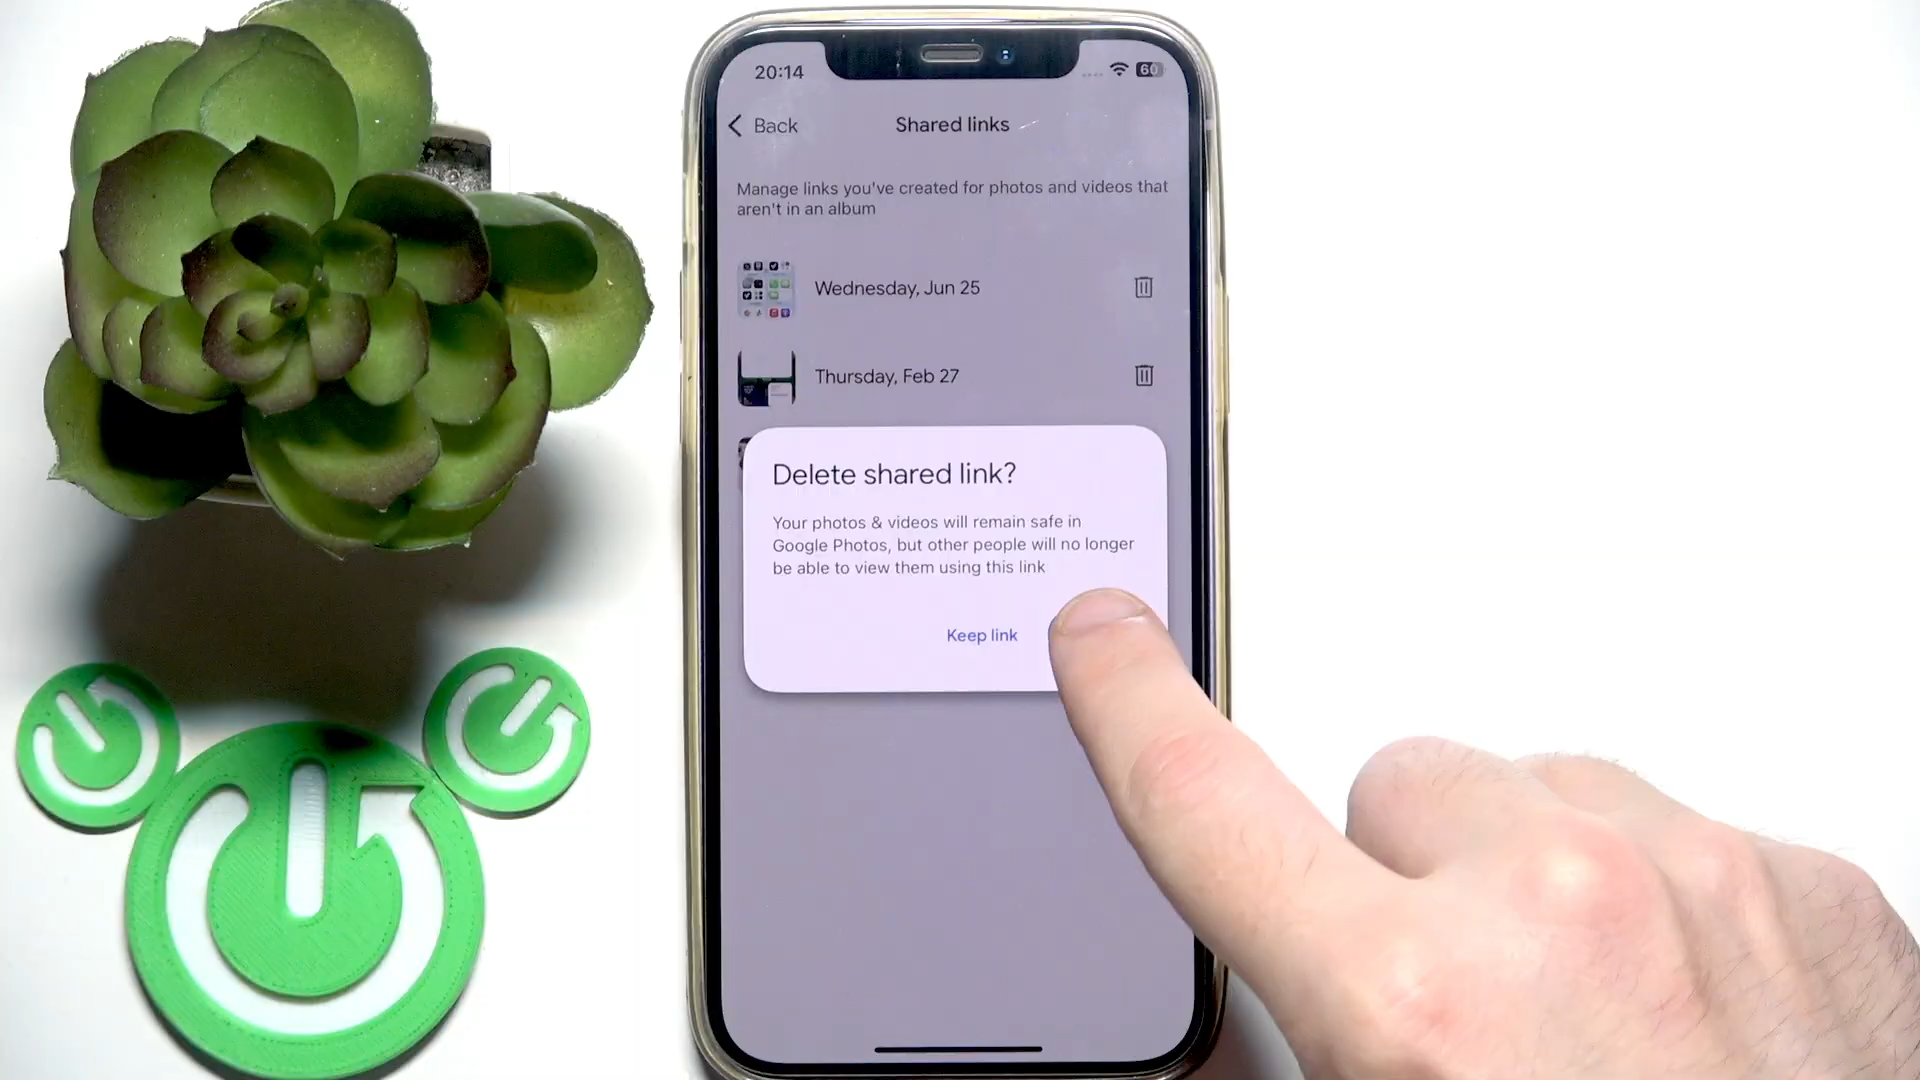 20:14
60
Back
Shared links
Manage links you've created for photos and videos that
aren't in an album
Wednesday, Jun 25
Thursday, Feb 27
Delete shared link?
Your photos & videos will remain safe in
Google Photos, but other people will no longer
be able to view them using this link
Keep link